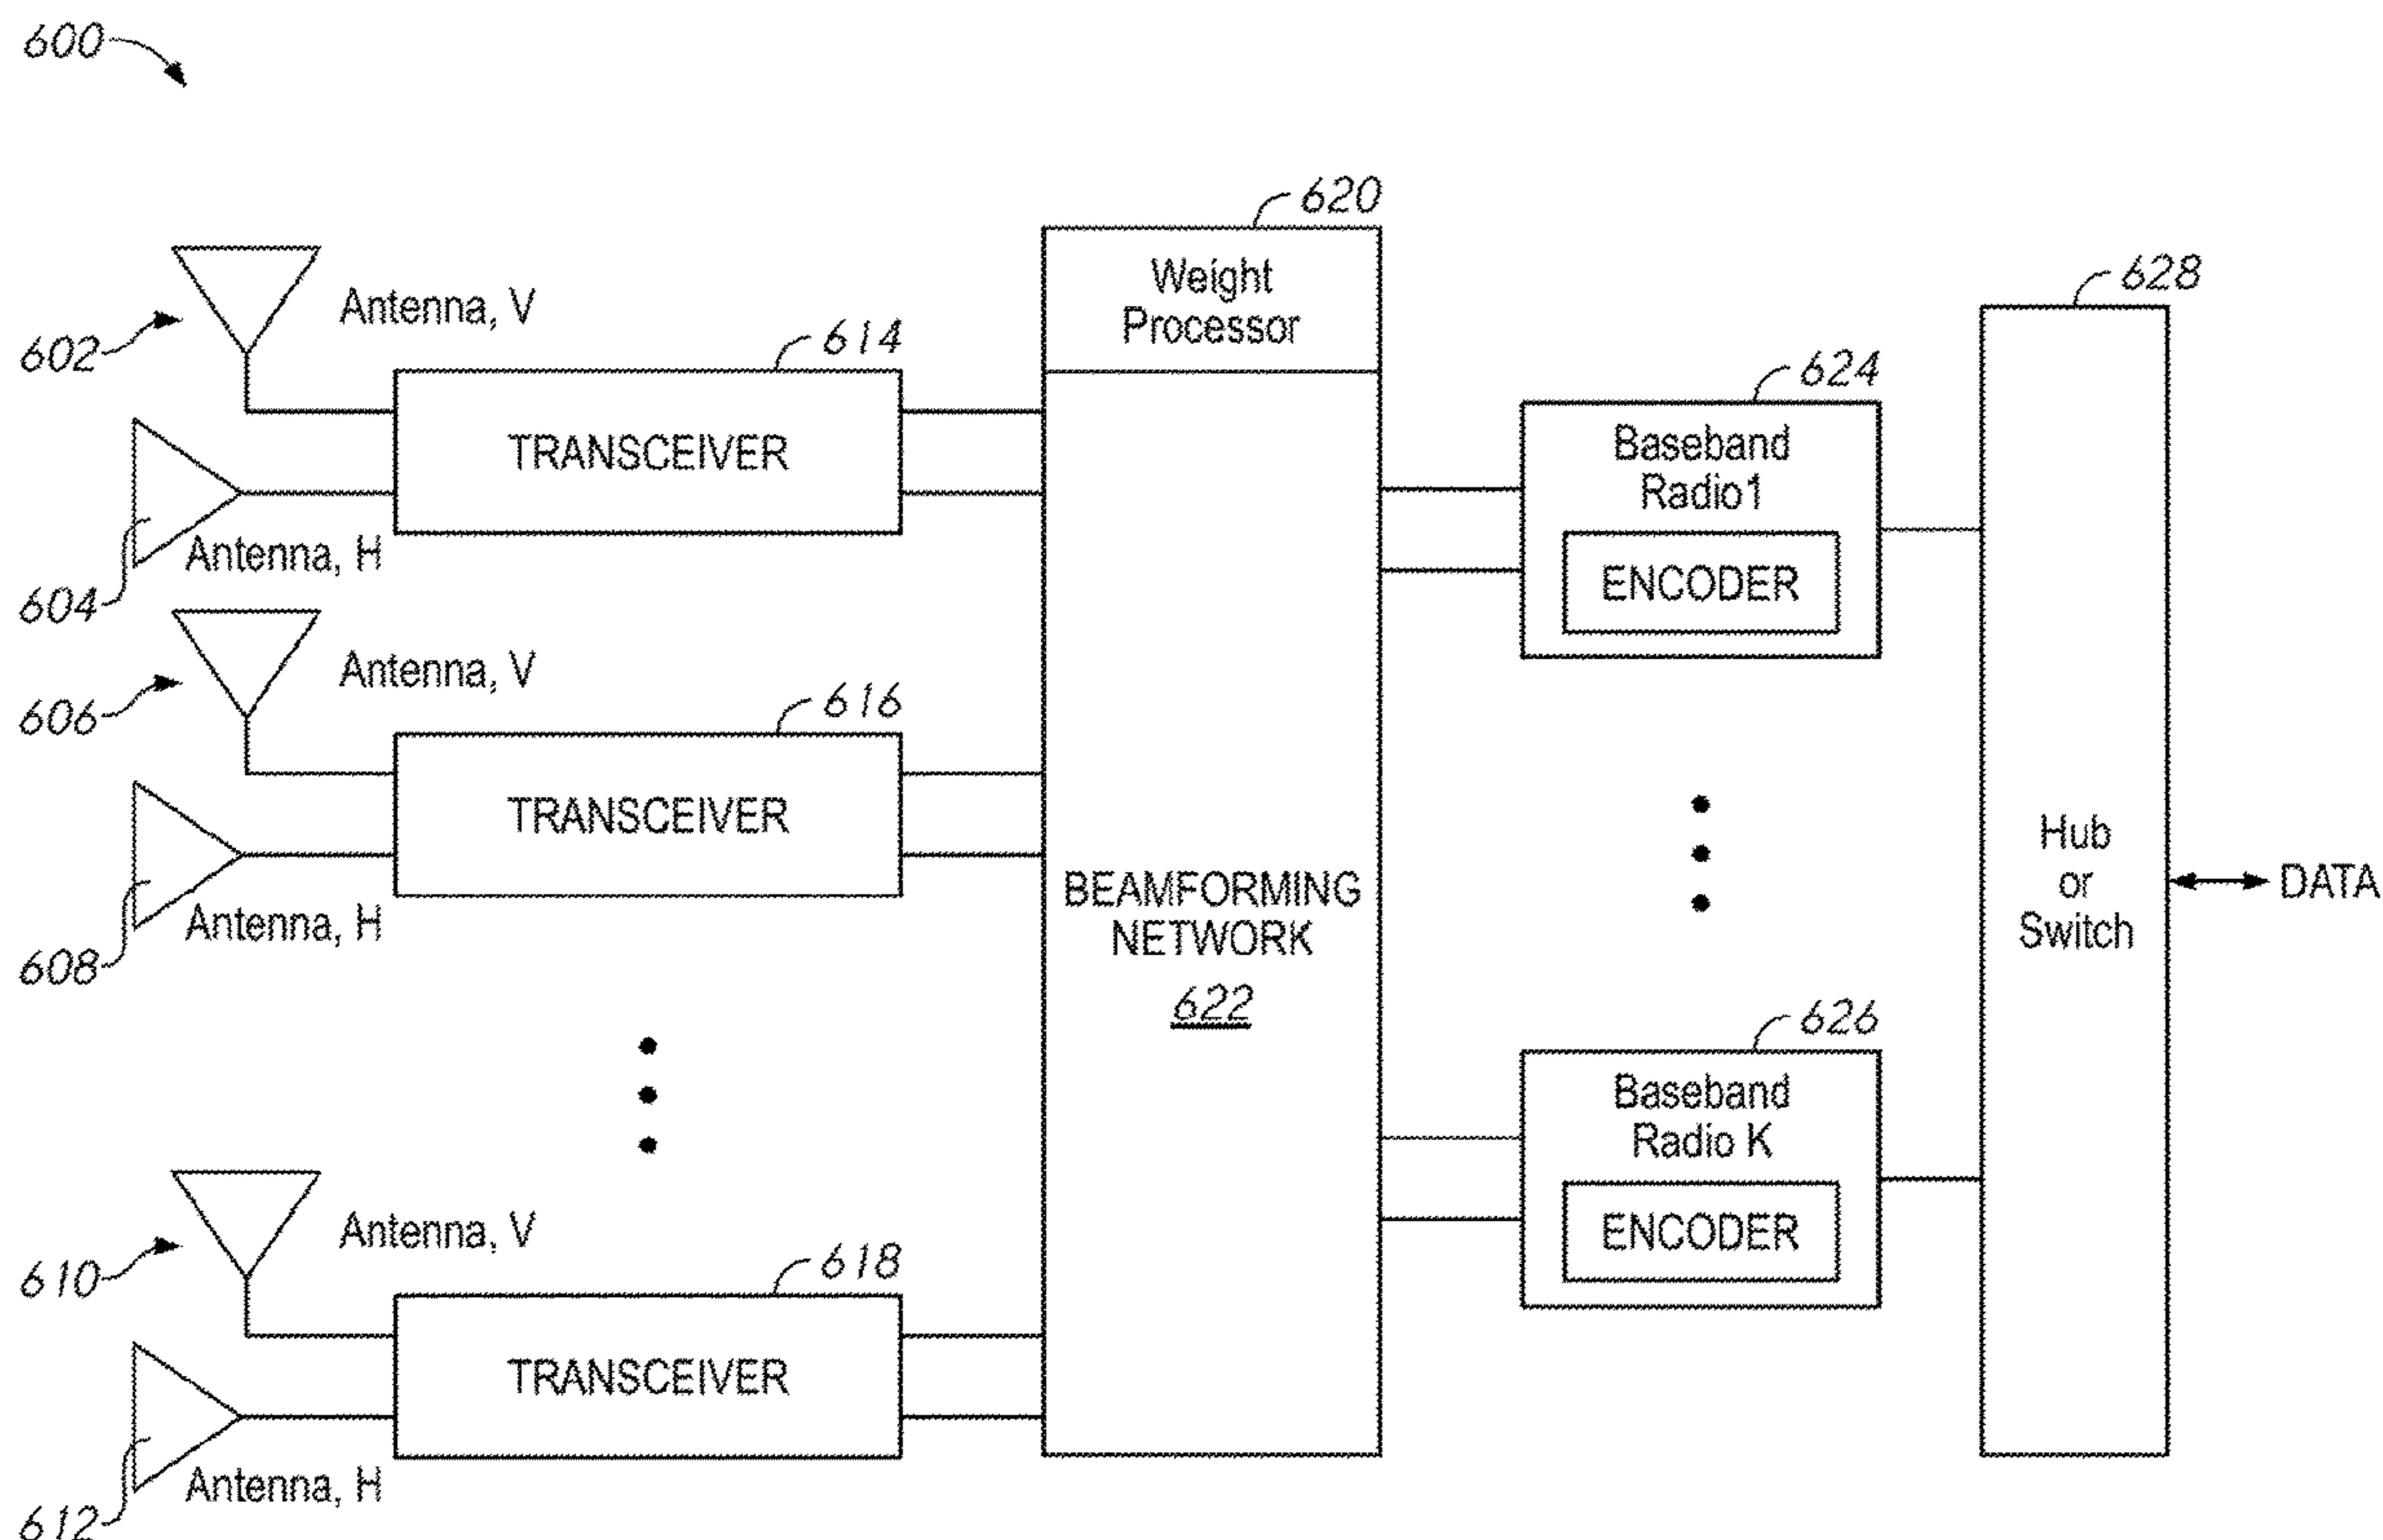 600
620
Weight
Processor
628
602
Antenna, V
614
TRANSCEIVER
604
Antenna, H
624
Baseband
Radio1
ENCODER
606
Antenna, V
616
TRANSCEIVER
608
Antenna, H
BEAMFORMING
NETWORK
622
Hub
or
Switch
DATA
626
Baseband
Radio K
ENCODER
610
Antenna, V
618
TRANSCEIVER
612
Antenna, H